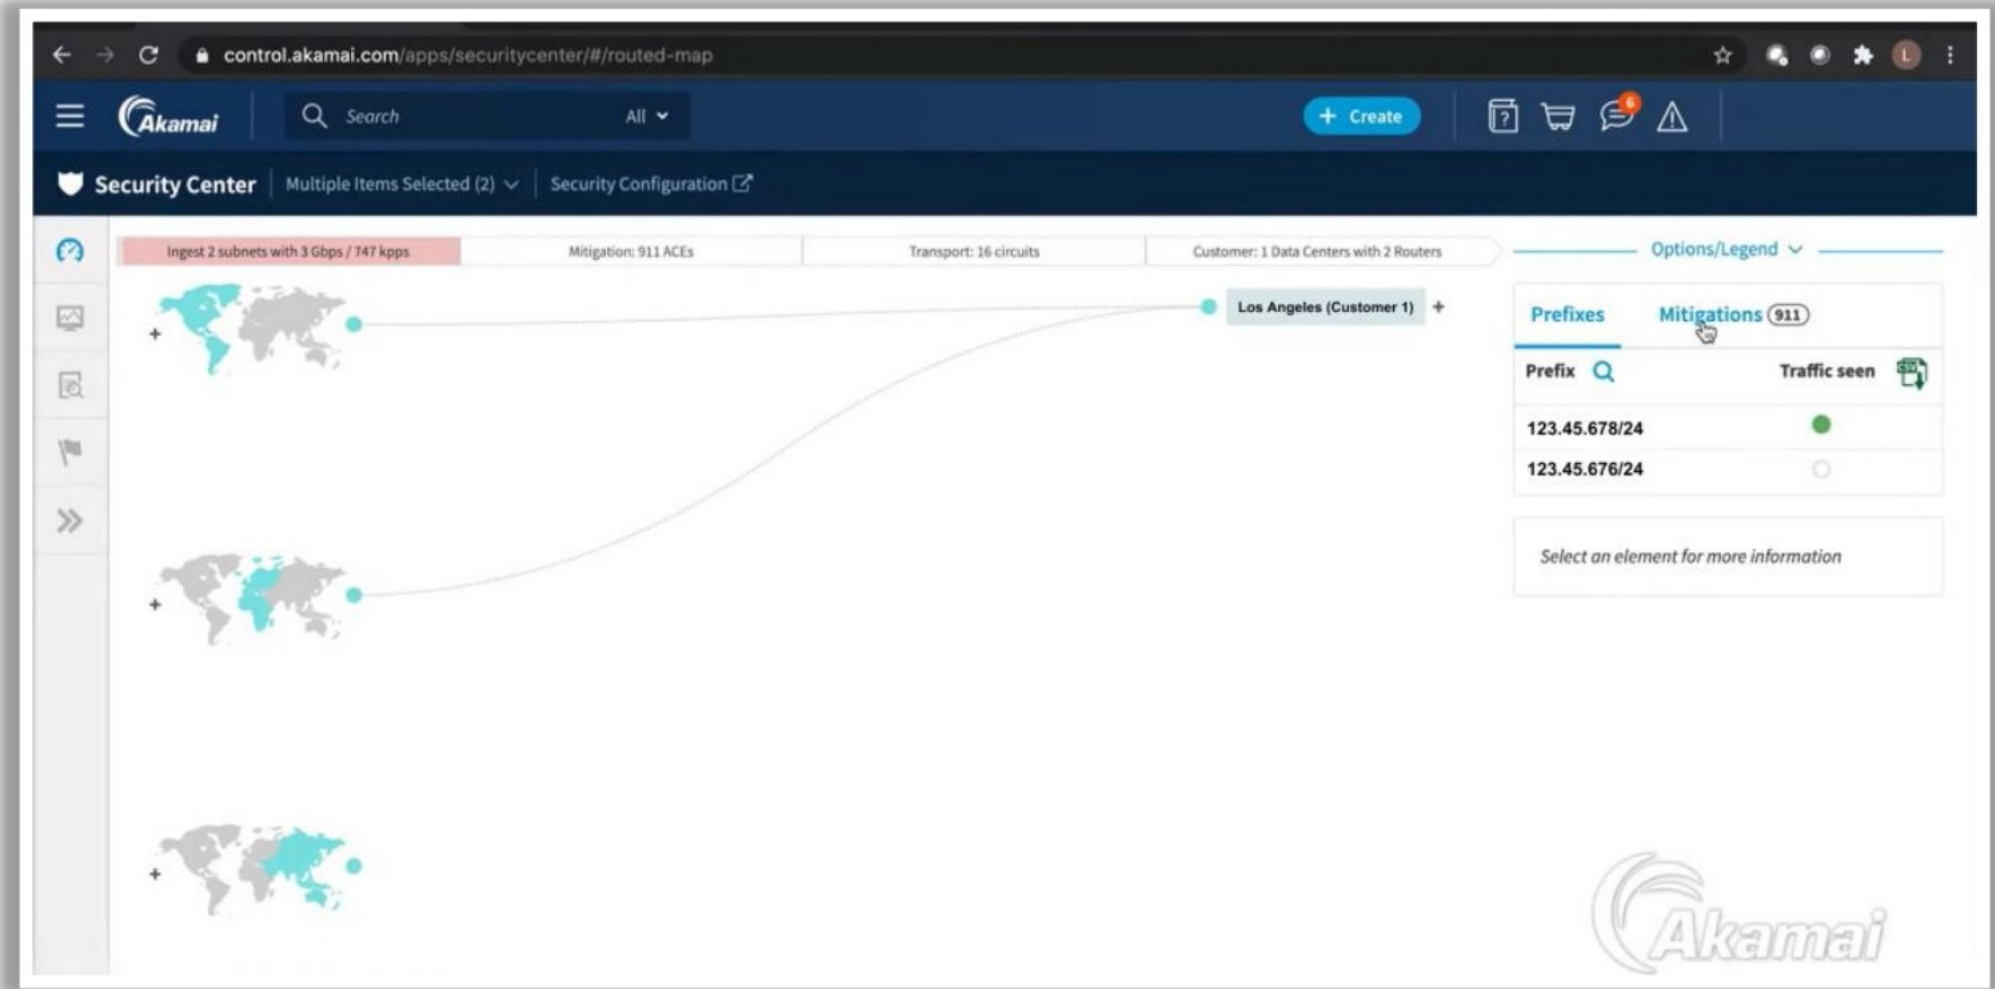 control.akamai.com/apps/securitycenter/#/routed-map
L
Akamai
Search
All
+ Create
?
6
Security Center
Multiple Items Selected (2)
Security Configuration
Ingest 2 subnets with 3 Gbps / 747 kpps
Mitigation: 911 ACEs
Transport: 16 circuits
Customer: 1 Data Centers with 2 Routers
Options/Legend
+
Los Angeles (Customer 1) +
Prefixes
Mitigations 911
Prefix
Traffic seen
CSV
123.45.678/24
123.45.676/24
Select an element for more information
+
+
Akamai